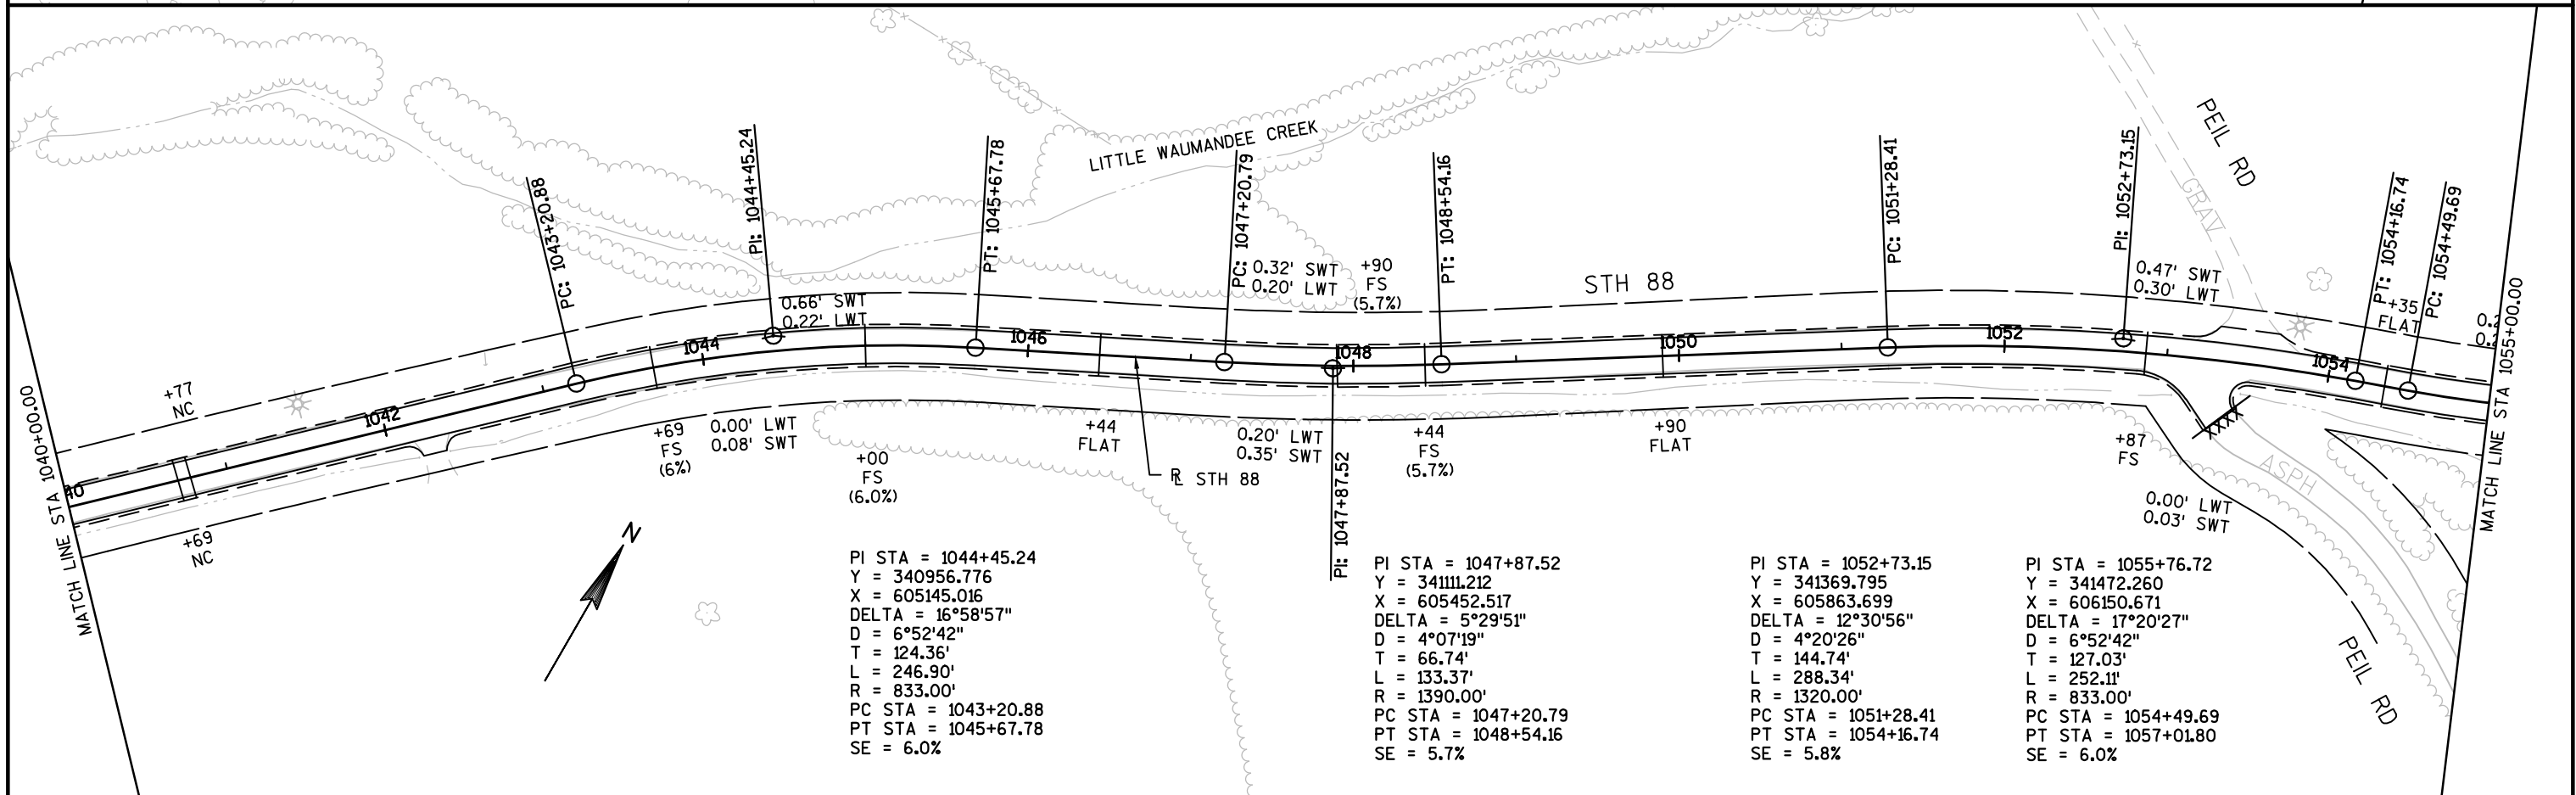 MATCH LINE STA 1040+00.00
40
+77
NC
1042
+69
NC
PC: 1043+20.88
1044
PI: 1044+45.24
0.66' SWT
0.22' LWT
+69
FS
(6%)
0.00' LWT
0.08' SWT
+00
FS
(6.0%)
PT: 1045+67.78
1046
LITTLE WAUMANDEE CREEK
+44
FLAT
STH 88
PC: 1047+20.79
0.32' SWT
0.20' LWT
+90
FS
(5.7%)
0.20' LWT
0.35' SWT
PI: 1047+87.52
1048
PT: 1048+54.16
+44
FS
(5.7%)
STH 88
1050
+90
FLAT
PC: 1051+28.41
1052
PI: 1052+73.15
0.47' SWT
0.30' LWT
PEIL RD
GRAV
+87
FS
0.00' LWT
0.03' SWT
ASPH
PEIL RD
1054
PT: 1054+16.74
+35
FLAT
PC: 1054+49.69
MATCH LINE STA 1055+00.00
N
PI STA = 1044+45.24
Y = 340956.776
X = 605145.016
DELTA = 16°58'57"
D = 6°52'42"
T = 124.36'
L = 246.90'
R = 833.00'
PC STA = 1043+20.88
PT STA = 1045+67.78
SE = 6.0%
PI STA = 1047+87.52
Y = 341111.212
X = 605452.517
DELTA = 5°29'51"
D = 4°07'19"
T = 66.74'
L = 133.37'
R = 1390.00'
PC STA = 1047+20.79
PT STA = 1048+54.16
SE = 5.7%
PI STA = 1052+73.15
Y = 341369.795
X = 605863.699
DELTA = 12°30'56"
D = 4°20'26"
T = 144.74'
L = 288.34'
R = 1320.00'
PC STA = 1051+28.41
PT STA = 1054+16.74
SE = 5.8%
PI STA = 1055+76.72
Y = 341472.260
X = 606150.671
DELTA = 17°20'27"
D = 6°52'42"
T = 127.03'
L = 252.11'
R = 833.00'
PC STA = 1054+49.69
PT STA = 1057+01.80
SE = 6.0%